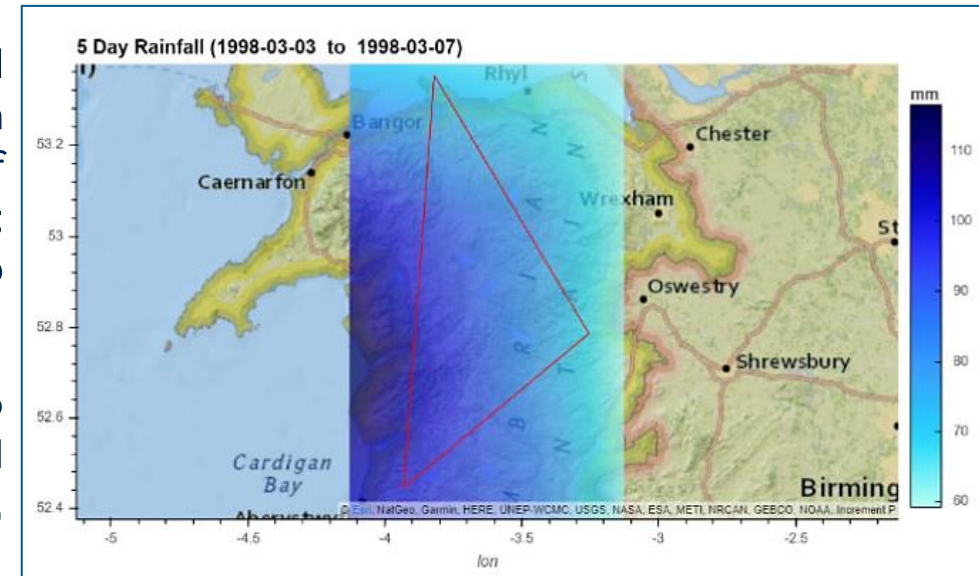 5 Day Rainfall (1998-03-03 to 1998-03-07)
mm
Rhyl
Bangor
Chester
53.2
110
Caernarfon
Wrexham
100
53
St
Oswestry
90
52.8
Shrewsbury
80
52.6
70
Cardigan
Bay
Birming
60
52.4
Esri, NatGeo, Garmin, HERE, UNEP-WCMC, USGS, NASA, ESA, METI, NRCAN, GEBCO, NOAA, Increment P
-5
-4.5
-4
-3.5
-3
-2.5
lon